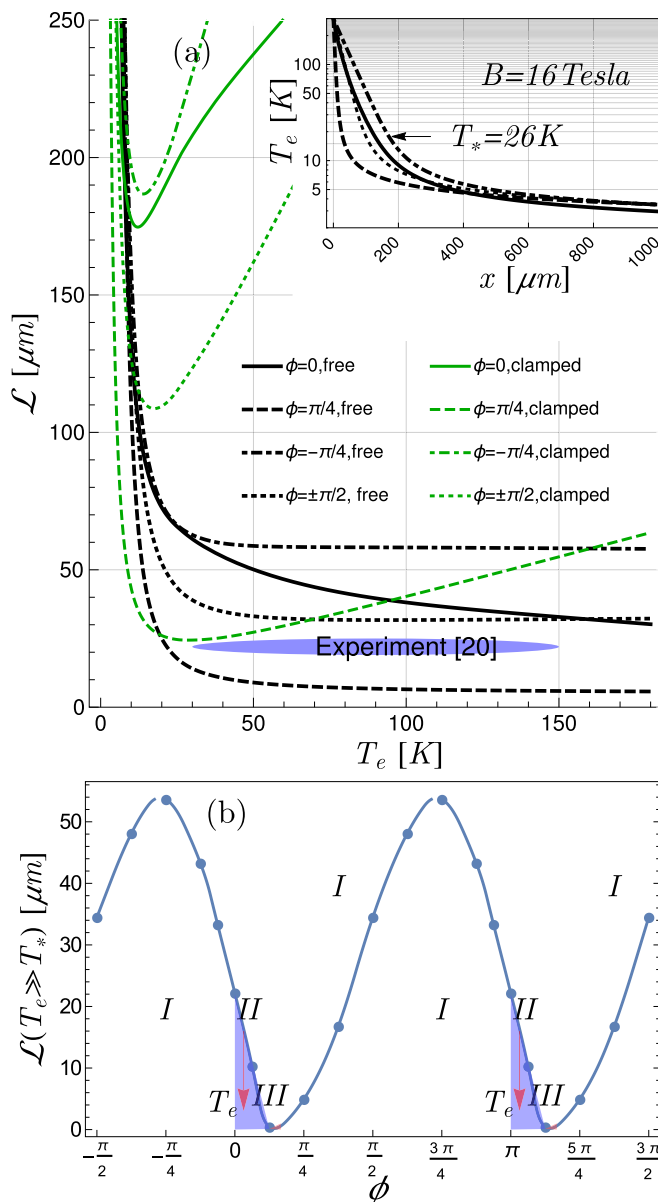 (a)
250
200
150
100
50
0
ℒ [μm]
0
50
100
150
T_e [K]
B=16 Tesla
T_*=26K
T_e [K]
100
50
10
5
0
200
400
600
800
1000
x [μm]
ϕ=0,free
ϕ=π/4,free
ϕ=−π/4,free
ϕ=±π/2, free
ϕ=0,clamped
ϕ=π/4,clamped
ϕ=−π/4,clamped
ϕ=±π/2,clamped
Experiment [20]
(b)
50
40
30
20
10
0
ℒ(T_e≫T_*) [μm]
I
I
I
I
II
II
T_e
III
T_e
III
−π/2
−π/4
0
π/4
π/2
3π/4
π
5π/4
3π/2
ϕ